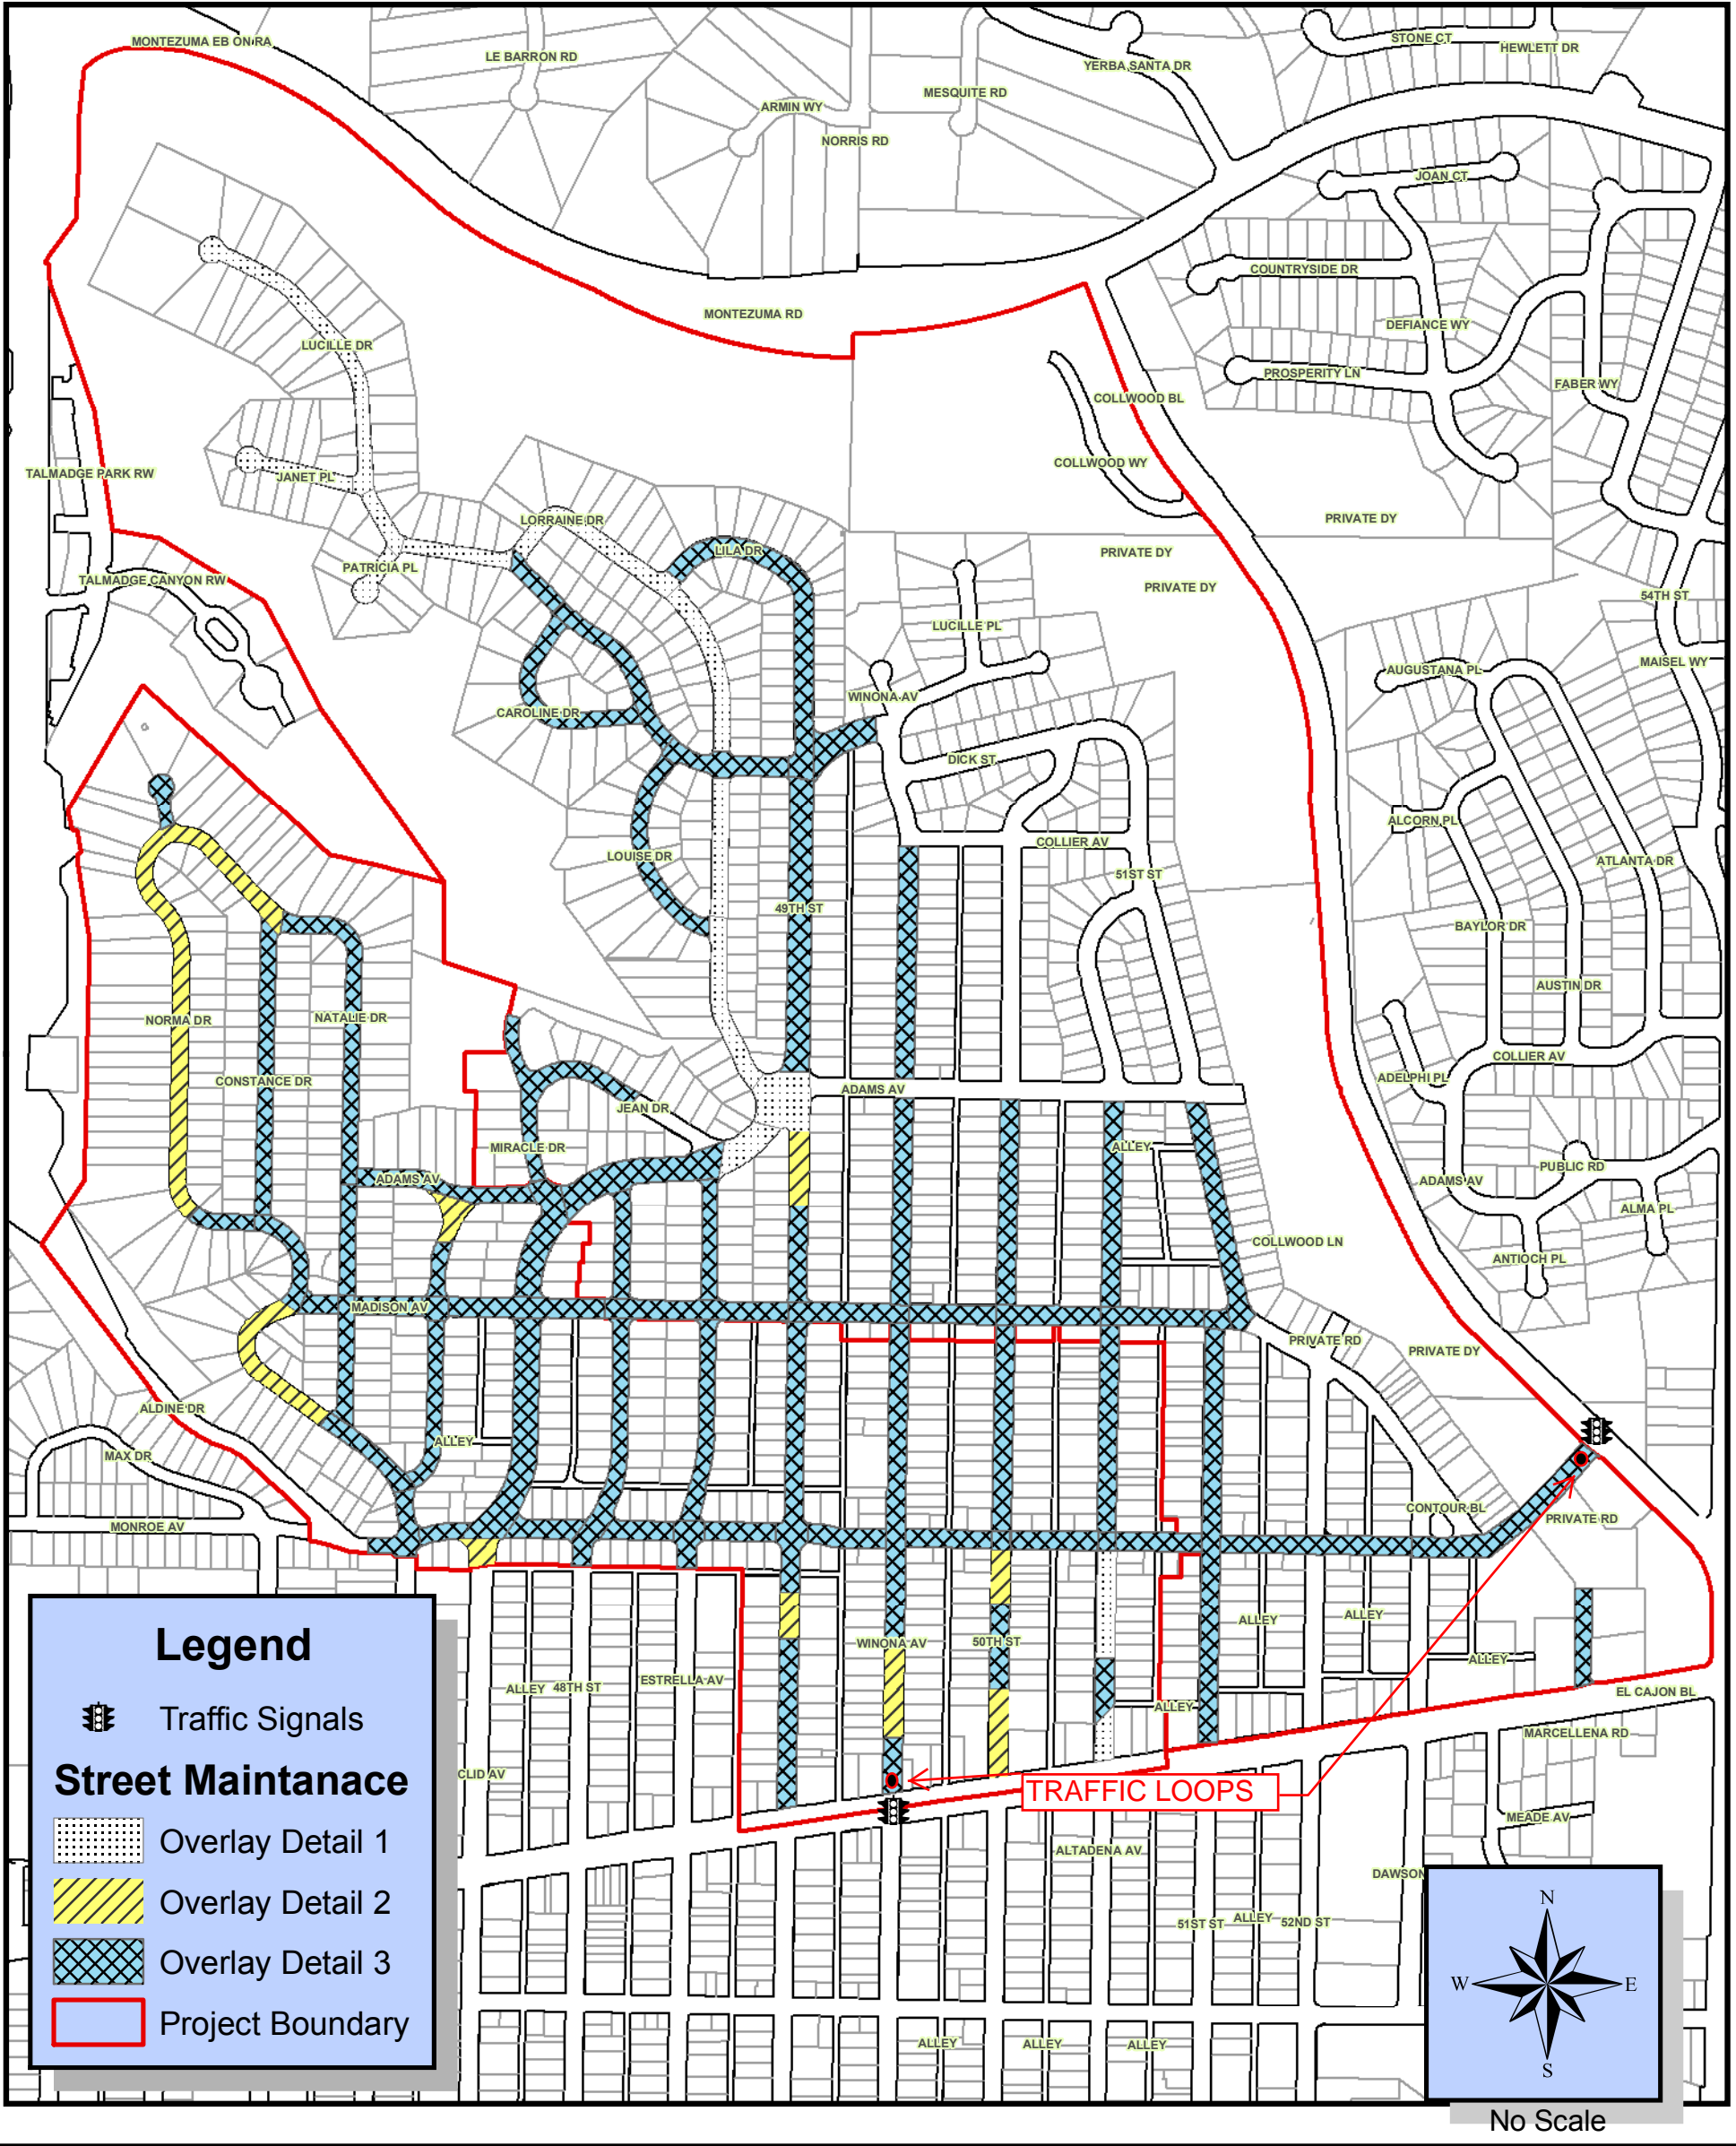 MONTEZUMA EB ON RA
LE BARRON RD
STONE CT
HEWLETT DR
YERBA SANTA DR
MESQUITE RD
ARMIN WY
NORRIS RD
JOAN CT
COUNTRYSIDE DR
MONTEZUMA RD
DEFIANCE WY
LUCILLE DR
PROSPERITY LN
FABER WY
COLLWOOD BL
COLLWOOD WY
TALMADGE PARK RW
JANET PL
LORRAINE DR
PRIVATE DY
LILA DR
PRIVATE DY
PATRICIA PL
TALMADGE CANYON RW
PRIVATE DY
54TH ST
LUCILLE PL
MAISEL WY
AUGUSTANA PL
WINONA AV
CAROLINE DR
DICK ST
ALCORN PL
COLLIER AV
LOUISE DR
ATLANTA DR
51ST ST
49TH ST
BAYLOR DR
AUSTIN DR
NORMA DR
NATALIE DR
COLLIER AV
CONSTANCE DR
ADELPHI PL
ADAMS AV
JEAN DR
MIRACLE DR
ALLEY
PUBLIC RD
ADAMS AV
ADAMS AV
ALMA PL
COLLWOOD LN
ANTIOCH PL
MADISON AV
PRIVATE RD
PRIVATE DY
ALDINE DR
ALLEY
MAX DR
CONTOUR BL
PRIVATE RD
MONROE AV
ALLEY
ALLEY
WINONA AV
50TH ST
ALLEY
ESTRELLA AV
ALLEY
48TH ST
EL CAJON BL
ALLEY
MARCELLENA RD
CLID AV
TRAFFIC LOOPS
MEADE AV
ALTADENA AV
DAWSON
51ST ST
ALLEY
52ND ST
ALLEY
ALLEY
ALLEY
Legend
Traffic Signals
Street Maintanace
Overlay Detail 1
Overlay Detail 2
Overlay Detail 3
Project Boundary
N
W
E
S
No Scale